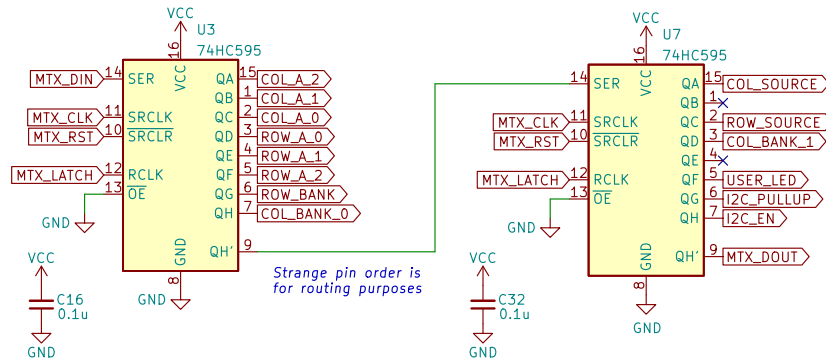 VCC
U3
74HC595
16
VCC
MTX_DIN 14 SER QA 15 COL_A_2
QB 1 COL_A_1
MTX_CLK 11 SRCLK QC 2 COL_A_0
MTX_RST 10 SRCLR QD 3 ROW_A_0
QE 4 ROW_A_1
MTX_LATCH 12 RCLK QF 5 ROW_A_2
13 OE QG 6 ROW_BANK
QH 7 COL_BANK_0
GND
QH' 9
GND
8
GND
VCC
C16
0.1u
GND
Strange pin order is
for routing purposes
VCC
U7
74HC595
16
VCC
14 SER QA 15 COL_SOURCE
QB 1
MTX_CLK 11 SRCLK QC 2 ROW_SOURCE
MTX_RST 10 SRCLR QD 3 COL_BANK_1
QE 4
MTX_LATCH 12 RCLK QF 5 USER_LED
13 OE QG 6 I2C_PULLUP
QH 7 I2C_EN
GND
QH' 9 MTX_DOUT
GND
8
GND
VCC
C32
0.1u
GND